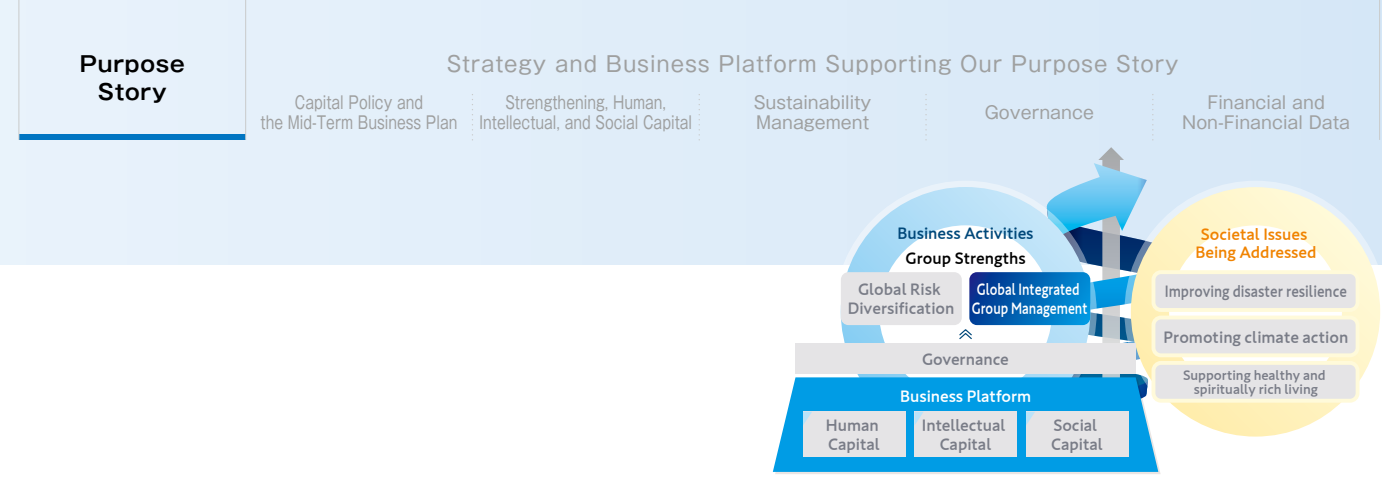 Purpose
Story
Strategy and Business Platform Supporting Our Purpose Story
Capital Policy and
the Mid-Term Business Plan
Strengthening, Human,
Intellectual, and Social Capital
Sustainability
Management
Governance
Financial and
Non-Financial Data
Business Activities
Group Strengths
Global Risk
Diversification
Global Integrated
Group Management
Governance
Business Platform
Human
Capital
Intellectual
Capital
Social
Capital
Societal Issues
Being Addressed
Improving disaster resilience
Promoting climate action
Supporting healthy and
spiritually rich living